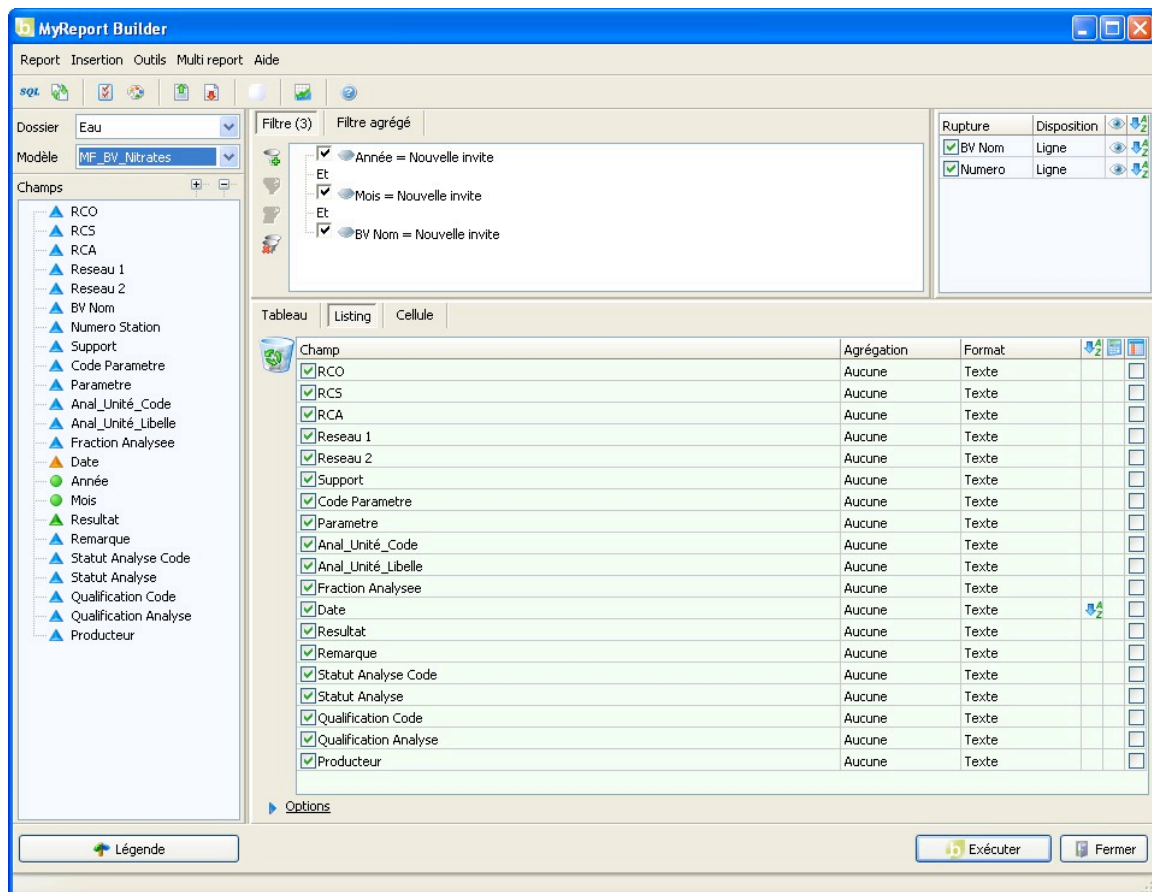 MyReport Builder
Report Insertion Outils Multi report Aide
SQL
Dossier Eau
Modèle MF_BV_Nitrates
Champs
RCO
RCS
RCA
Reseau 1
Reseau 2
BV Nom
Numero Station
Support
Code Parametre
Parametre
Anal_Unité_Code
Anal_Unité_Libelle
Fraction Analysee
Date
Année
Mois
Resultat
Remarque
Statut Analyse Code
Statut Analyse
Qualification Code
Qualification Analyse
Producteur
Filtre (3) Filtre agrégé
Année = Nouvelle invite
Et
Mois = Nouvelle invite
Et
BV Nom = Nouvelle invite
Rupture Disposition
BV Nom Ligne
Numero Ligne
Tableau Listing Cellule
Champ Agrégation Format
RCO Aucune Texte
RCS Aucune Texte
RCA Aucune Texte
Reseau 1 Aucune Texte
Reseau 2 Aucune Texte
Support Aucune Texte
Code Parametre Aucune Texte
Parametre Aucune Texte
Anal_Unité_Code Aucune Texte
Anal_Unité_Libelle Aucune Texte
Fraction Analysee Aucune Texte
Date Aucune Texte
Resultat Aucune Texte
Remarque Aucune Texte
Statut Analyse Code Aucune Texte
Statut Analyse Aucune Texte
Qualification Code Aucune Texte
Qualification Analyse Aucune Texte
Producteur Aucune Texte
Options
Légende Exécuter Fermer